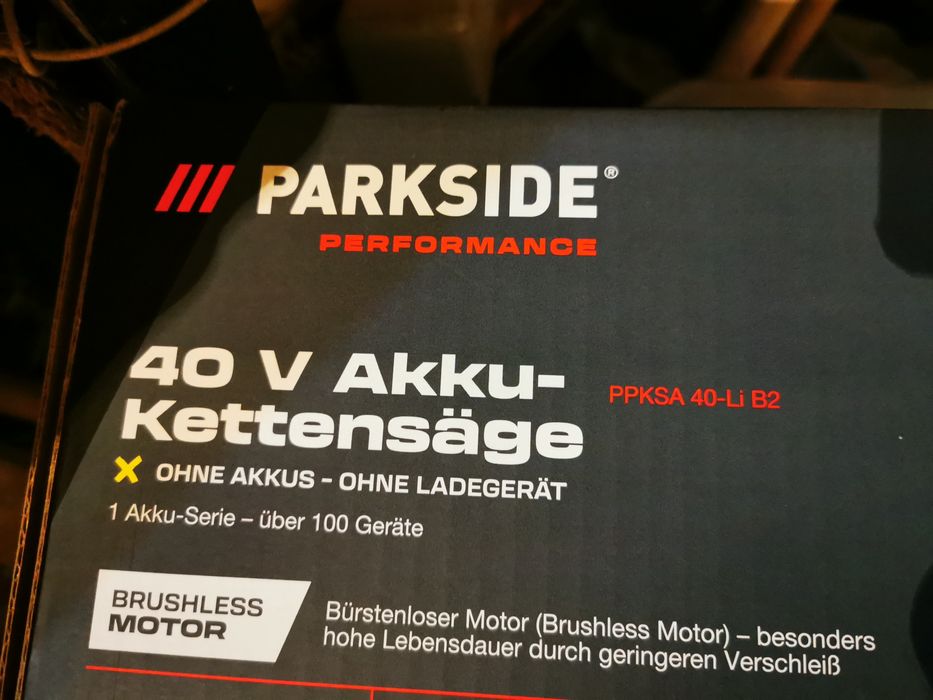 /// PARKSIDE®
PERFORMANCE
40 V Akku-
Kettensäge
PPKSA 40-Li B2
X OHNE AKKUS - OHNE LADEGERÄT
1 Akku-Serie – über 100 Geräte
BRUSHLESS
MOTOR
Bürstenloser Motor (Brushless Motor) – besonders
hohe Lebensdauer durch geringeren Verschleiß